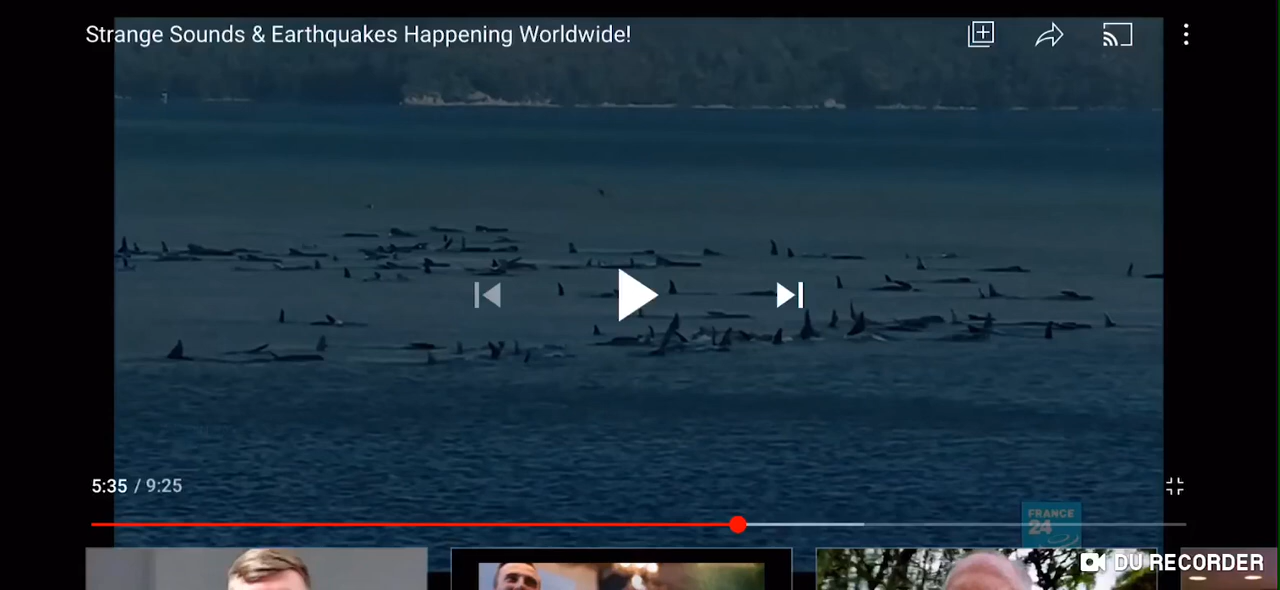 Strange Sounds & Earthquakes Happening Worldwide!
5:35 / 9:25
FRANCE
24
DU RECORDER